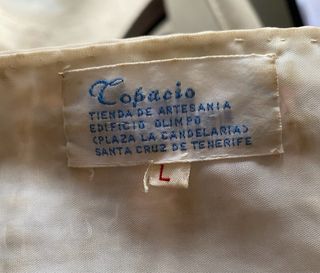 Topacio
TIENDA DE ARTESANIA
EDIFICIO OLIMPO
(PLAZA LA CANDELARIA)
SANTA CRUZ DE TENERIFE
L